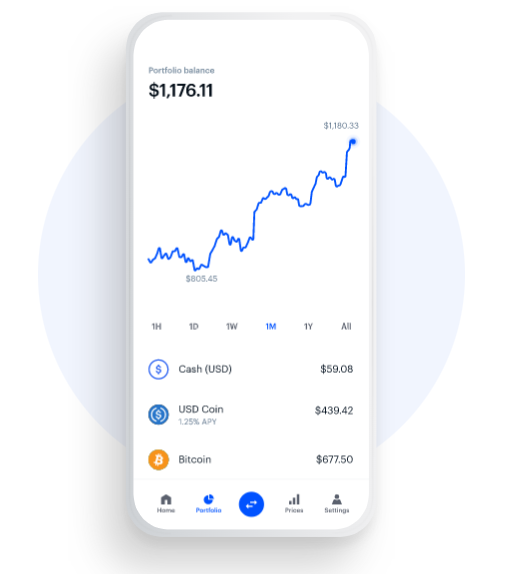 Portfolio balance
$1,176.11
$1,180.33
$805.45
1H 1D 1W 1M 1Y All
Cash (USD) $59.08
USD Coin $439.42
1.25% APY
Bitcoin $677.50
Home Portfolio Prices Settings